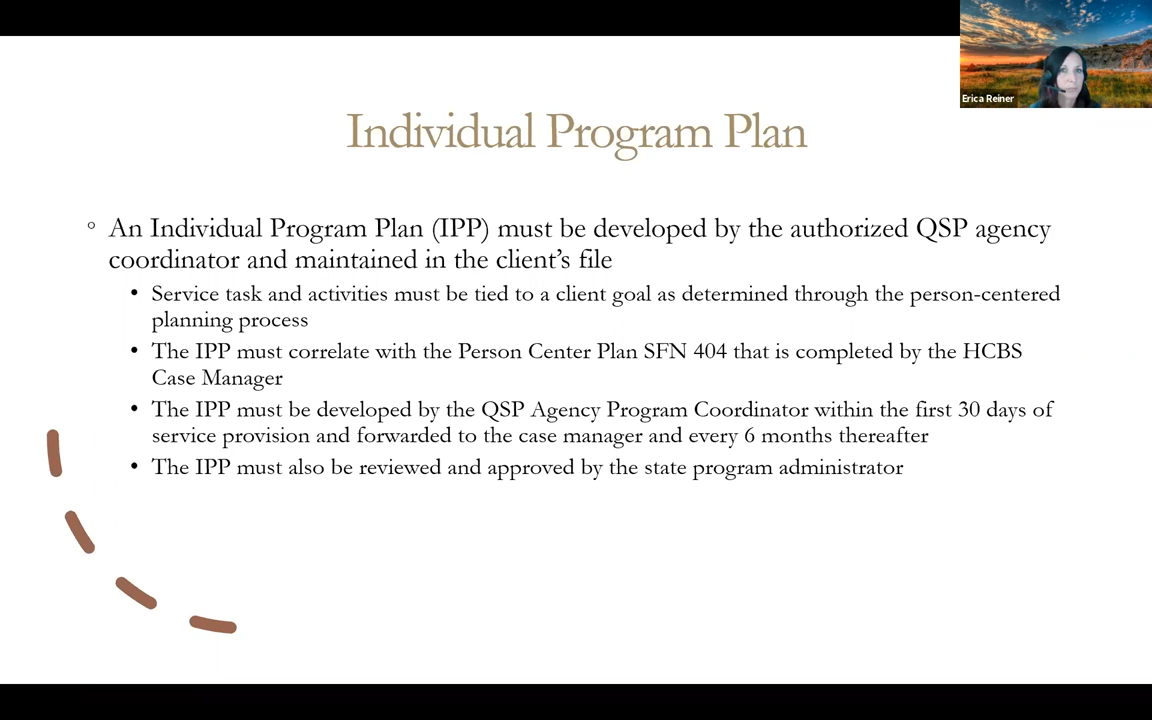 Erica Reiner
Individual Program Plan
° An Individual Program Plan (IPP) must be developed by the authorized QSP agency
coordinator and maintained in the client’s file
• Service task and activities must be tied to a client goal as determined through the person-centered
planning process
• The IPP must correlate with the Person Center Plan SFN 404 that is completed by the HCBS
Case Manager
• The IPP must be developed by the QSP Agency Program Coordinator within the first 30 days of
service provision and forwarded to the case manager and every 6 months thereafter
• The IPP must also be reviewed and approved by the state program administrator